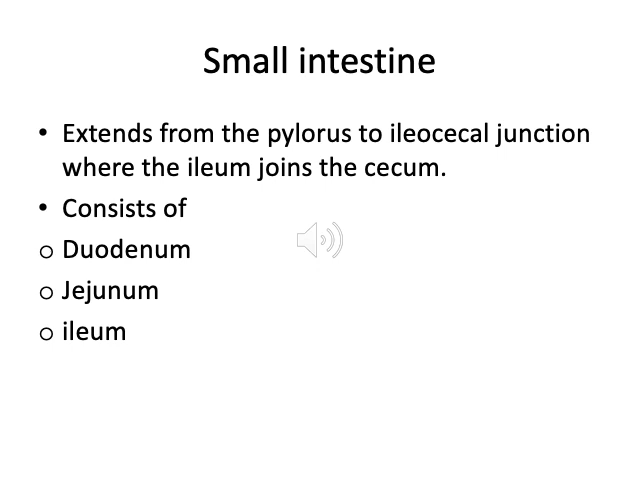 Small intestine
• Extends from the pylorus to ileocecal junction
where the ileum joins the cecum.
• Consists of
o Duodenum
o Jejunum
o ileum